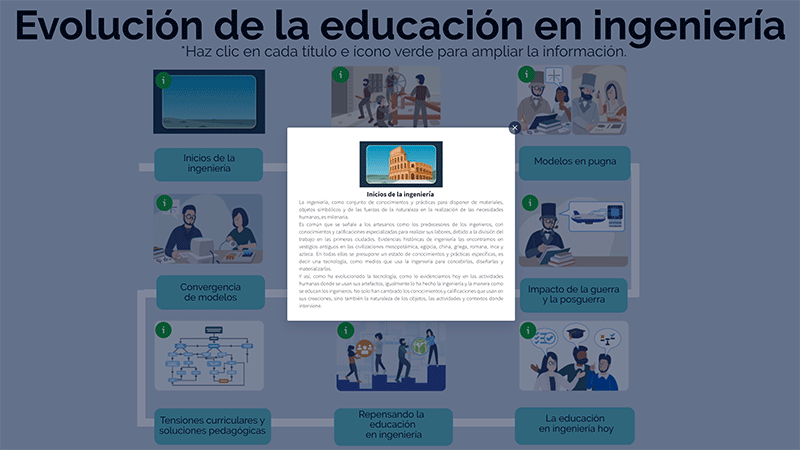 Evolución de la educación en ingeniería
*Haz clic en cada título e ícono verde para ampliar la información.
Inicios de la
ingeniería
Modelos en pugna
Inicios de la ingeniería
La ingeniería, como conjunto de conocimientos y prácticas para disponer de materiales,
objetos simbólicos y de las fuerzas de la naturaleza en la realización de las necesidades
humanas, es milenaria.
Es común que se señale a los artesanos como los predecesores de los ingenieros, con
conocimientos y calificaciones especializadas para realizar sus labores, debido a la división del
trabajo en las primeras ciudades. Evidencias históricas de ingeniería las encontramos en
vestigios antiguos en las civilizaciones mesopotémica, egipcia, china, griega, romana, inca y
azteca. En todas ellas se presupone un estado de conocimientos y prácticas específicas, es
decir una tecnología, como medios que usa la ingeniería para concebirlas, diseñarlas y
materializarlas.
Y así, como ha evolucionado la tecnología, como lo evidenciamos hoy en las actividades
humanas donde se usan sus artefactos, igualmente lo ha hecho la ingeniería y la manera como
se educan los ingenieros. No solo han cambiado los conocimientos y calificaciones que usan en
sus creaciones, sino también la naturaleza de los objetos, las actividades y contextos donde
interviene.
Convergencia
de modelos
Impacto de la guerra
y la posguerra
Tensiones curriculares y
soluciones pedagógicas
Repensando la
educación
en ingeniería
La educación
en ingeniería hoy